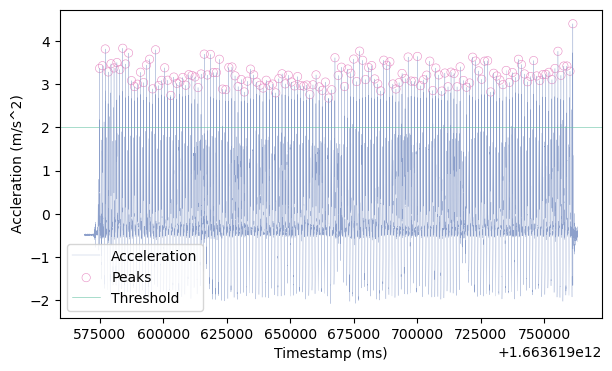 4
3
2
1
0
−1
−2
Accleration (m/s^2)
Acceleration
Peaks
Threshold
575000 600000 625000 650000 675000 700000 725000 750000
Timestamp (ms)
+1.663619e12